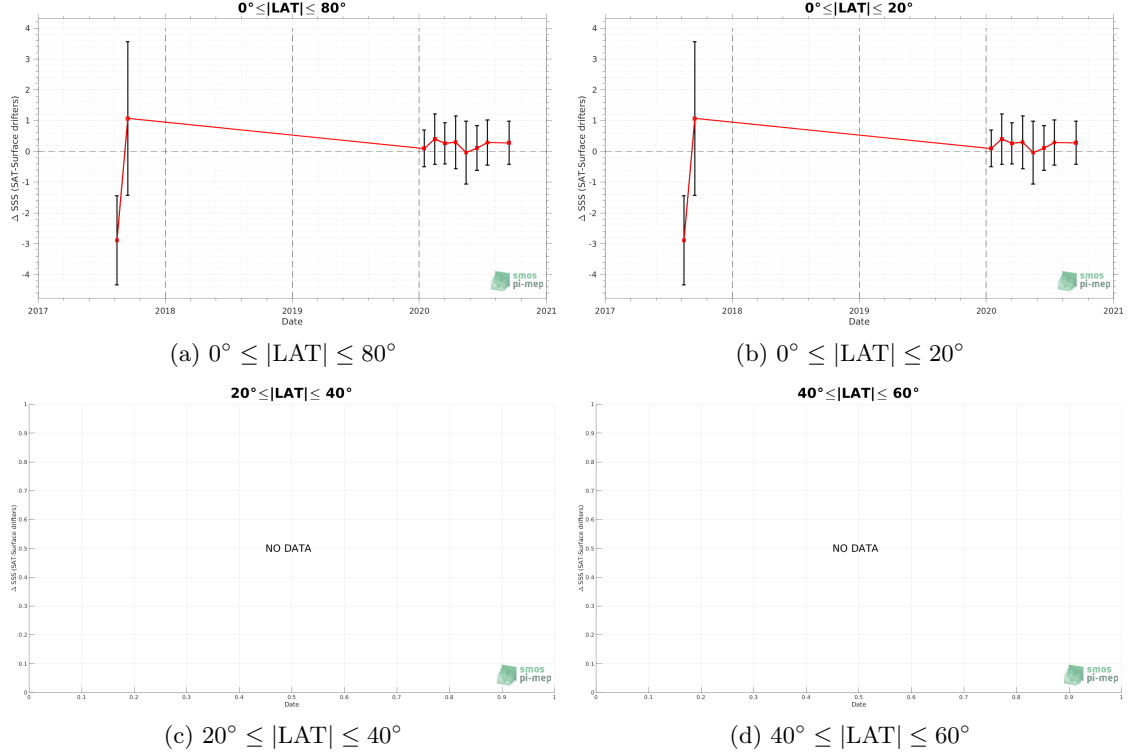 0°≤|LAT|≤ 80°
4
3
2
1
0
-1
-2
-3
-4
Δ SSS (SAT-Surface drifters)
2017
2018
2019
2020
2021
Date
smos
pi-mep
(a) 0° ≤ |LAT| ≤ 80°
0°≤|LAT|≤ 20°
4
3
2
1
0
-1
-2
-3
-4
Δ SSS (SAT-Surface drifters)
2017
2018
2019
2020
2021
Date
smos
pi-mep
(b) 0° ≤ |LAT| ≤ 20°
20°≤|LAT|≤ 40°
1
0.9
0.8
0.7
0.6
0.5
0.4
0.3
0.2
0.1
0
Δ SSS (SAT-Surface drifters)
NO DATA
0
0.1
0.2
0.3
0.4
0.5
0.6
0.7
0.8
0.9
1
Date
smos
pi-mep
(c) 20° ≤ |LAT| ≤ 40°
40°≤|LAT|≤ 60°
1
0.9
0.8
0.7
0.6
0.5
0.4
0.3
0.2
0.1
0
Δ SSS (SAT-Surface drifters)
NO DATA
0
0.1
0.2
0.3
0.4
0.5
0.6
0.7
0.8
0.9
1
Date
smos
pi-mep
(d) 40° ≤ |LAT| ≤ 60°